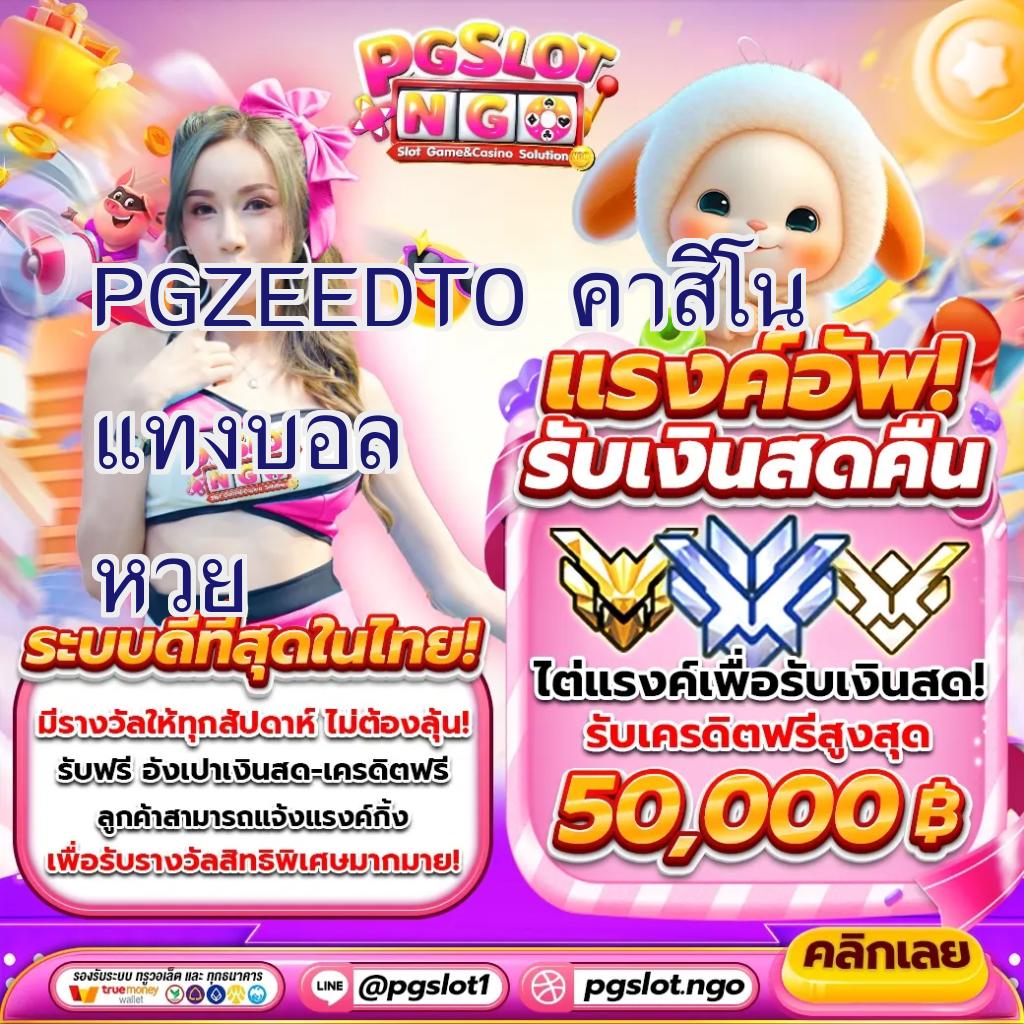 PGSLOT
NGO
Slot Game&Casino Solution
PGZEEDTO คาสิโน
แทงบอล
หวย
แรงค์อัพ!
รับเงินสดคืน
ไต่แรงค์เพื่อรับเงินสด!
รับเครดิตฟรีสูงสุด
50,000 ฿
ระบบดีที่สุดในไทย!
มีรางวัลให้ทุกสัปดาห์ ไม่ต้องลุ้น!
รับฟรี อังเปาเงินสด-เครดิตฟรี
ลูกค้าสามารถแจ้งแรงค์กิ้ง
เพื่อรับรางวัลสิทธิพิเศษมากมาย!
คลิกเลย
รองรับระบบ ทรูวอเล็ต และ ทุกธนาคาร
truemoney
wallet
LINE @pgslot1
pgslot.ngo